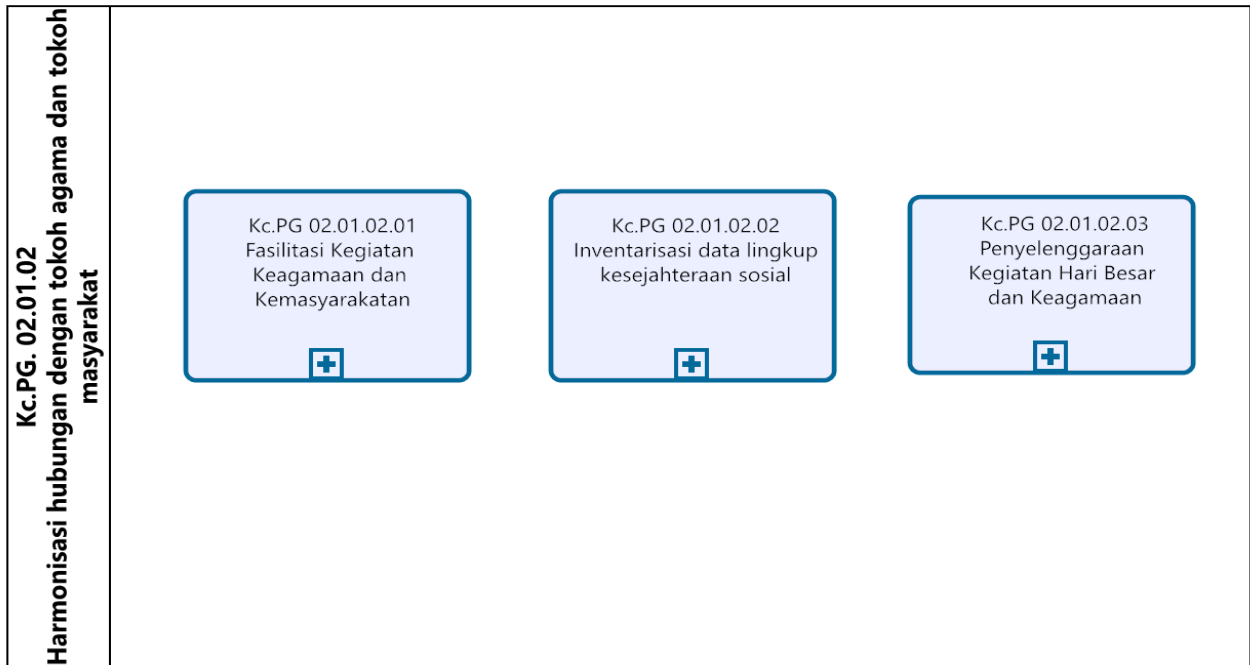 Kc.PG. 02.01.02
Harmonisasi hubungan dengan tokoh agama dan tokoh
masyarakat
Kc.PG 02.01.02.01
Fasilitasi Kegiatan
Keagamaan dan
Kemasyarakatan
Kc.PG 02.01.02.02
Inventarisasi data lingkup
kesejahteraan sosial
Kc.PG 02.01.02.03
Penyelenggaraan
Kegiatan Hari Besar
dan Keagamaan